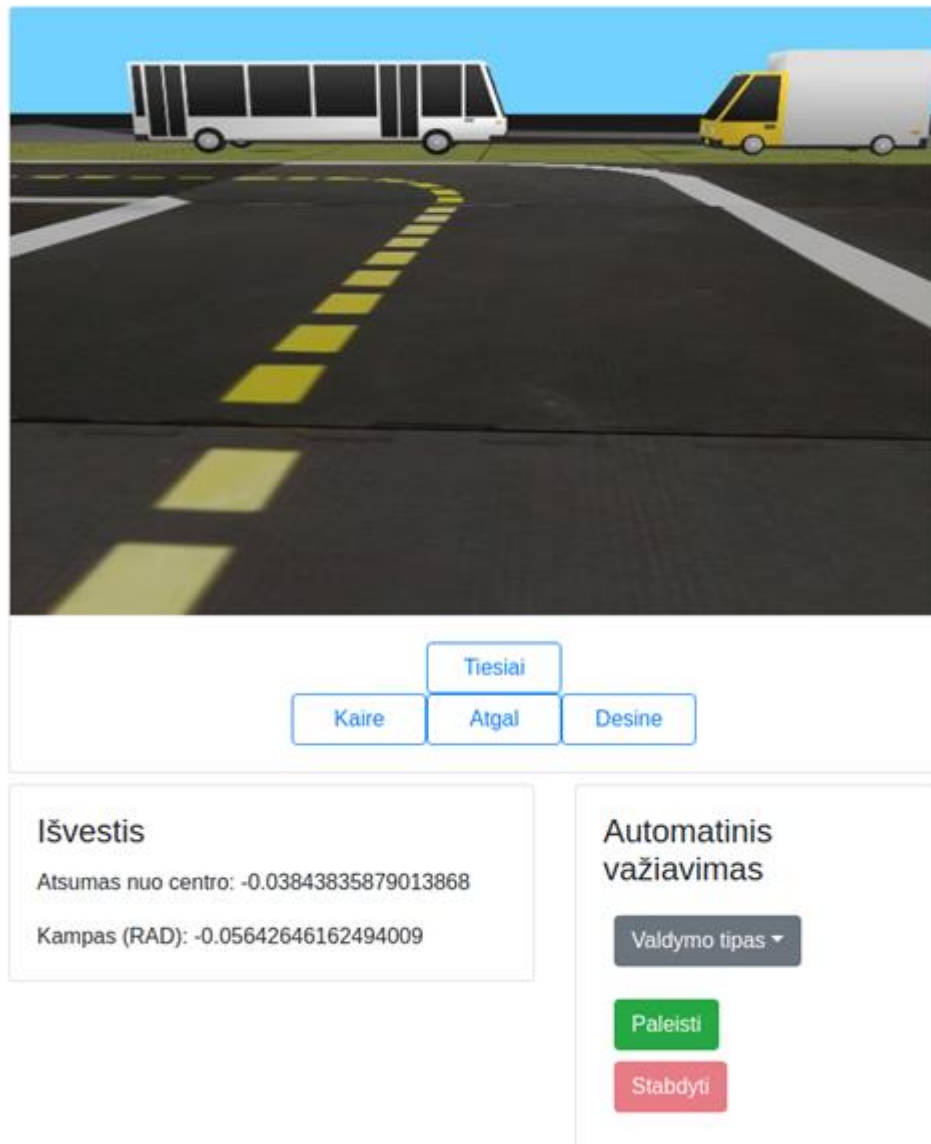 Tiesiai
Kaire
Atgal
Desine
Išvestis
Atsumas nuo centro: -0.03843835879013868
Kampas (RAD): -0.05642646162494009
Automatinis
važiavimas
Valdymo tipas
Paleisti
Stabdyti